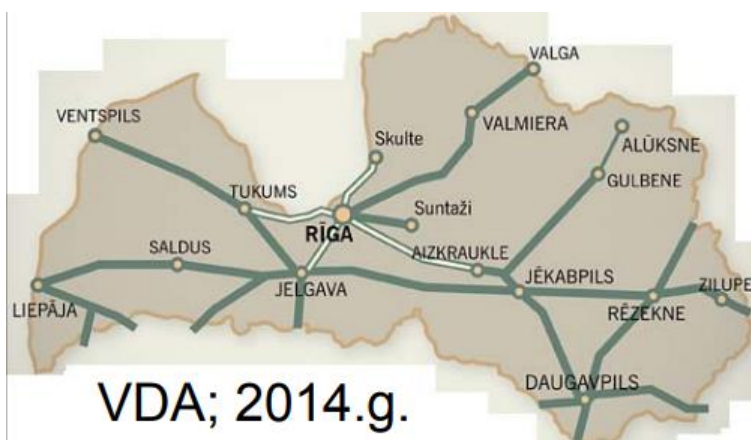 VALGA
VENTSPILS
VALMIERA
Skulte
ALŪKSNE
GULBENE
TUKUMS
Suntaži
RĪGA
SALDUS
AIZKRAUKLE
JELGAVA
JĒKABPILS
ZILUPE
LIEPĀJA
RĒZEKNE
DAUGAVPILS
VDA; 2014.g.